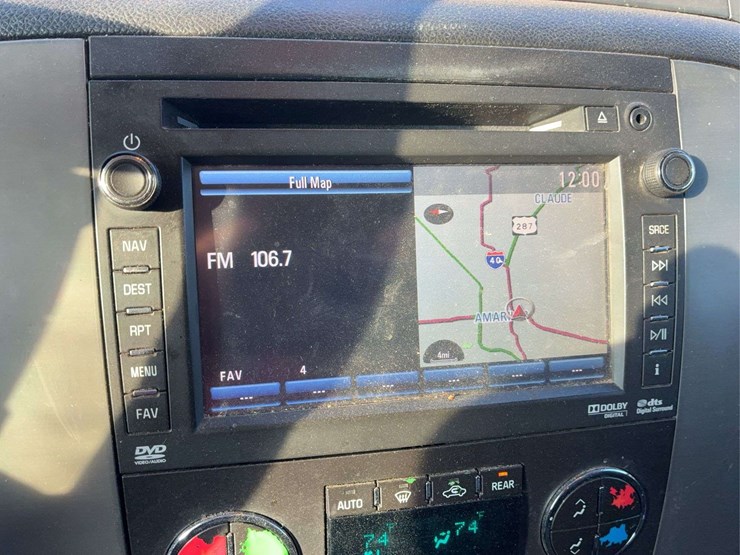 Full Map
12:00
CLAUDE
287
40
AMAR
4mi
FM 106.7
FAV 4
--- --- --- --- --- ---
NAV
DEST
RPT
MENU
FAV
SRCE
i
DVD
VIDEO/AUDIO
DOLBY
DIGITAL
dts
Digital Surround
AUTO
REAR
74°F
74°F